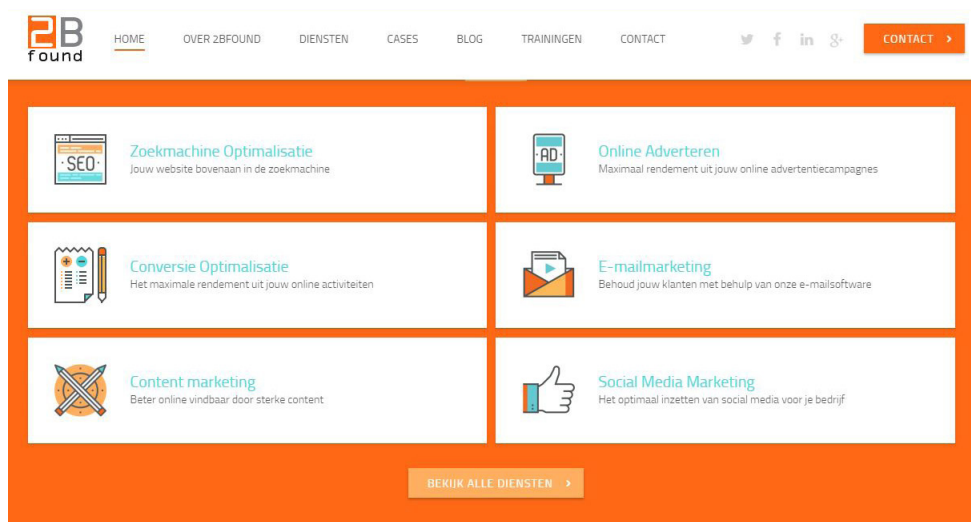 2B
found
HOME
OVER 2BFOUND
DIENSTEN
CASES
BLOG
TRAININGEN
CONTACT
CONTACT
SEO
Zoekmachine Optimalisatie
Jouw website bovenaan in de zoekmachine
AD
Online Adverteren
Maximaal rendement uit jouw online advertentiecampagnes
Conversie Optimalisatie
Het maximale rendement uit jouw online activiteiten
E-mailmarketing
Behoud jouw klanten met behulp van onze e-mailsoftware
Content marketing
Beter online vindbaar door sterke content
Social Media Marketing
Het optimaal inzetten van social media voor je bedrijf
BEKIJK ALLE DIENSTEN